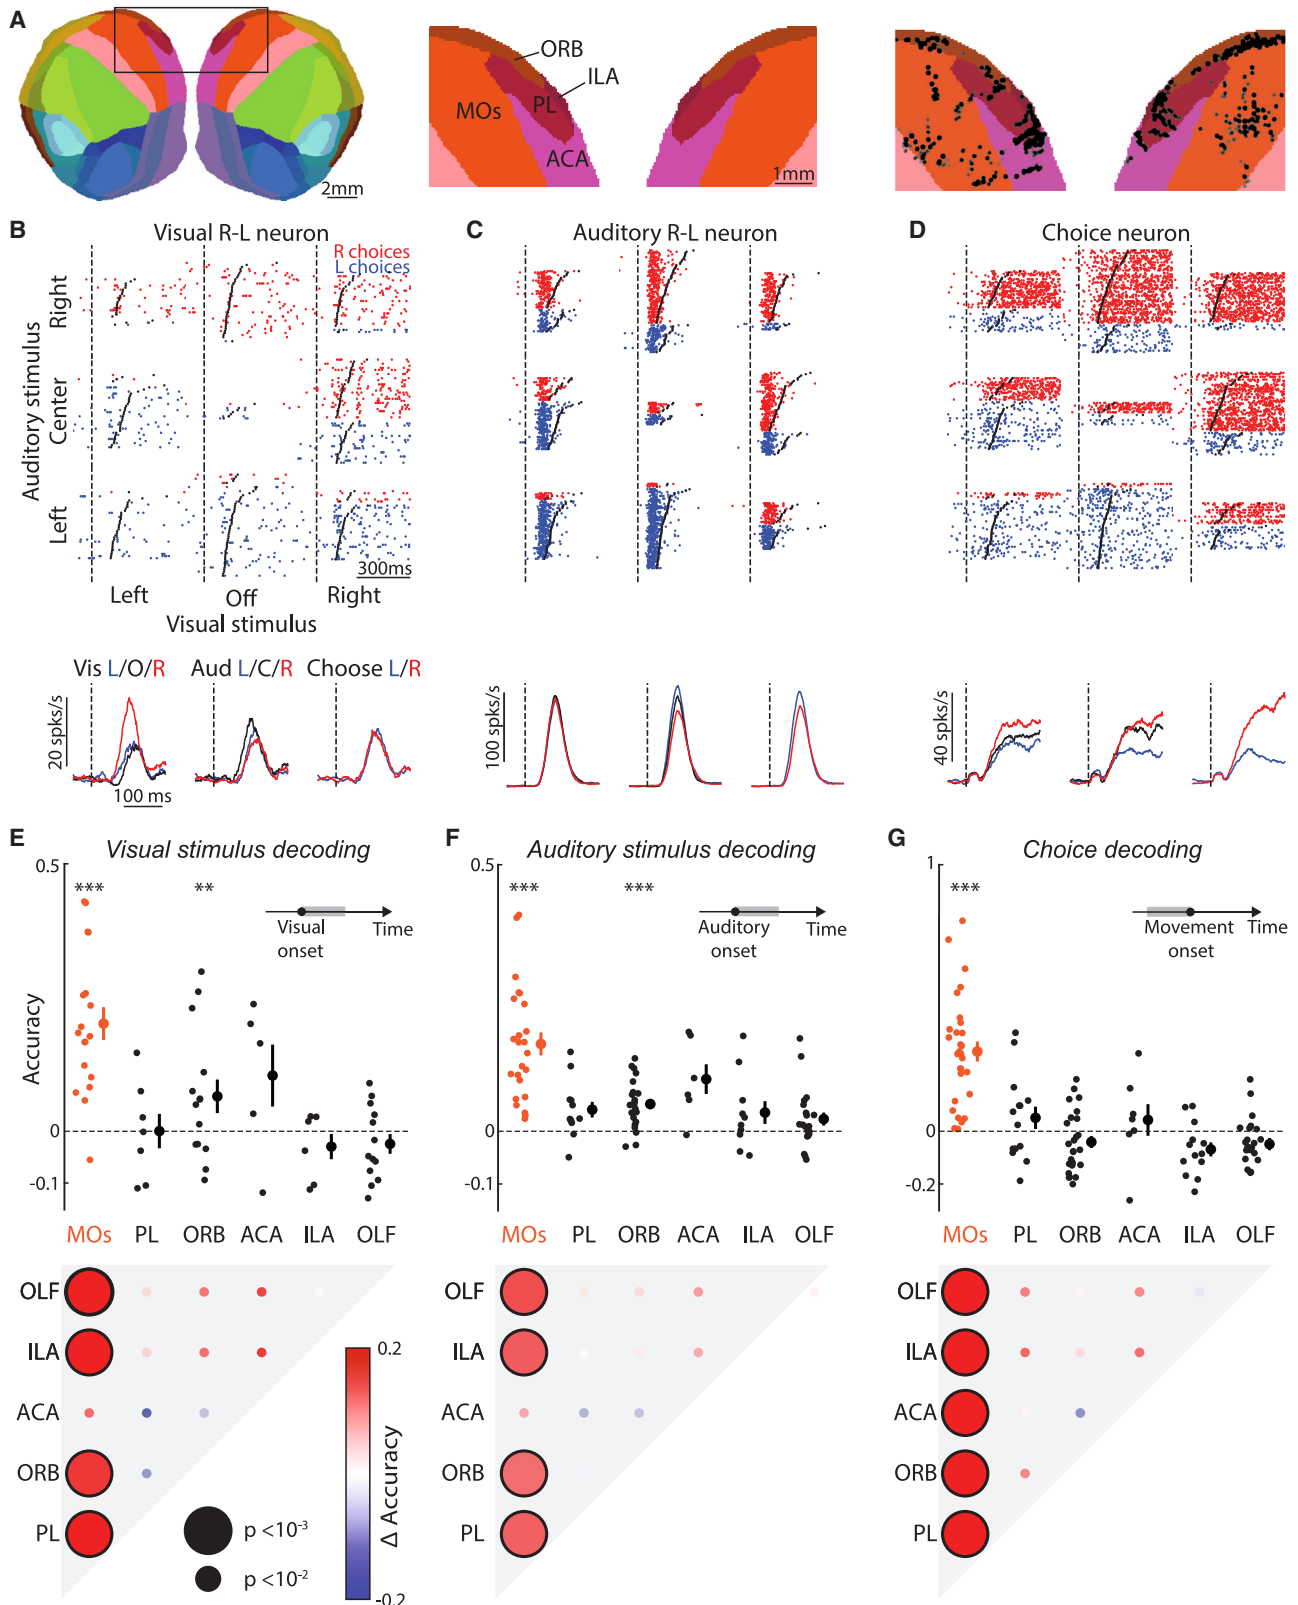 A
2mm
ORB
ILA
PL
MOs
ACA
1mm
B
Visual R-L neuron
R choices
L choices
Auditory stimulus
Right
Center
Left
300ms
Left
Off
Right
Visual stimulus
Vis L/O/R
Aud L/C/R
Choose L/R
20 spks/s
100 ms
C
Auditory R-L neuron
100 spks/s
D
Choice neuron
40 spks/s
E
Visual stimulus decoding
0.5
***
**
Visual
onset
Time
Accuracy
0
-0.1
MOs
PL
ORB
ACA
ILA
OLF
OLF
ILA
ACA
ORB
PL
p <10-3
p <10-2
0.2
Δ Accuracy
-0.2
F
Auditory stimulus decoding
0.5
***
***
Auditory
onset
Time
0
-0.1
MOs
PL
ORB
ACA
ILA
OLF
OLF
ILA
ACA
ORB
PL
G
Choice decoding
1
***
Movement
onset
Time
0
-0.2
MOs
PL
ORB
ACA
ILA
OLF
OLF
ILA
ACA
ORB
PL